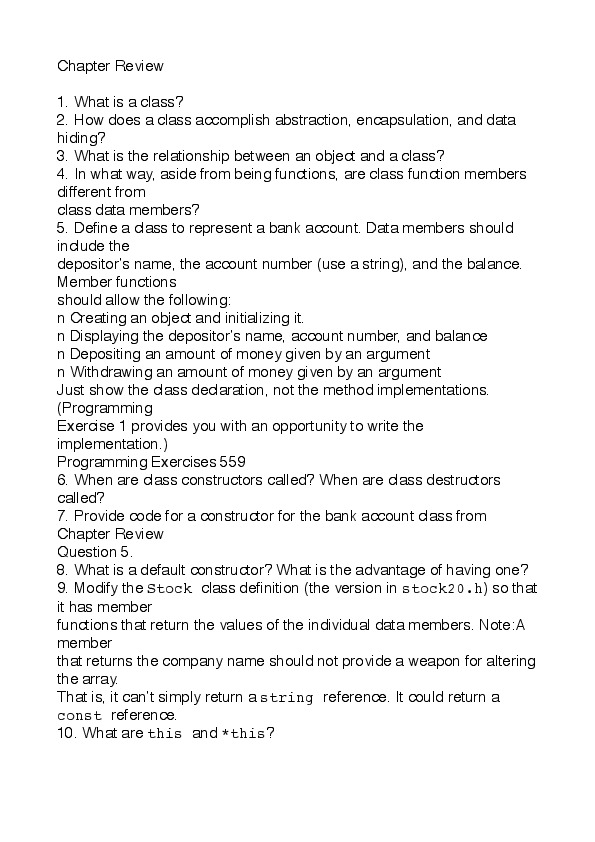 Chapter Review
1. What is a class?
2. How does a class accomplish abstraction, encapsulation, and data
hiding?
3. What is the relationship between an object and a class?
4. In what way, aside from being functions, are class function members
different from
class data members?
5. Define a class to represent a bank account. Data members should
include the
depositor's name, the account number (use a string), and the balance.
Member functions
should allow the following:
n Creating an object and initializing it.
n Displaying the depositor's name, account number, and balance
n Depositing an amount of money given by an argument
n Withdrawing an amount of money given by an argument
Just show the class declaration, not the method implementations.
(Programming
Exercise 1 provides you with an opportunity to write the
implementation.)
Programming Exercises 559
6. When are class constructors called? When are class destructors
called?
7. Provide code for a constructor for the bank account class from
Chapter Review
Question 5.
8. What is a default constructor? What is the advantage of having one?
9. Modify the Stock class definition (the version in stock20.h) so that
it has member
functions that return the values of the individual data members. Note:A
member
that returns the company name should not provide a weapon for altering
the array.
That is, it can't simply return a string reference. It could return a
const reference.
10. What are this and *this?